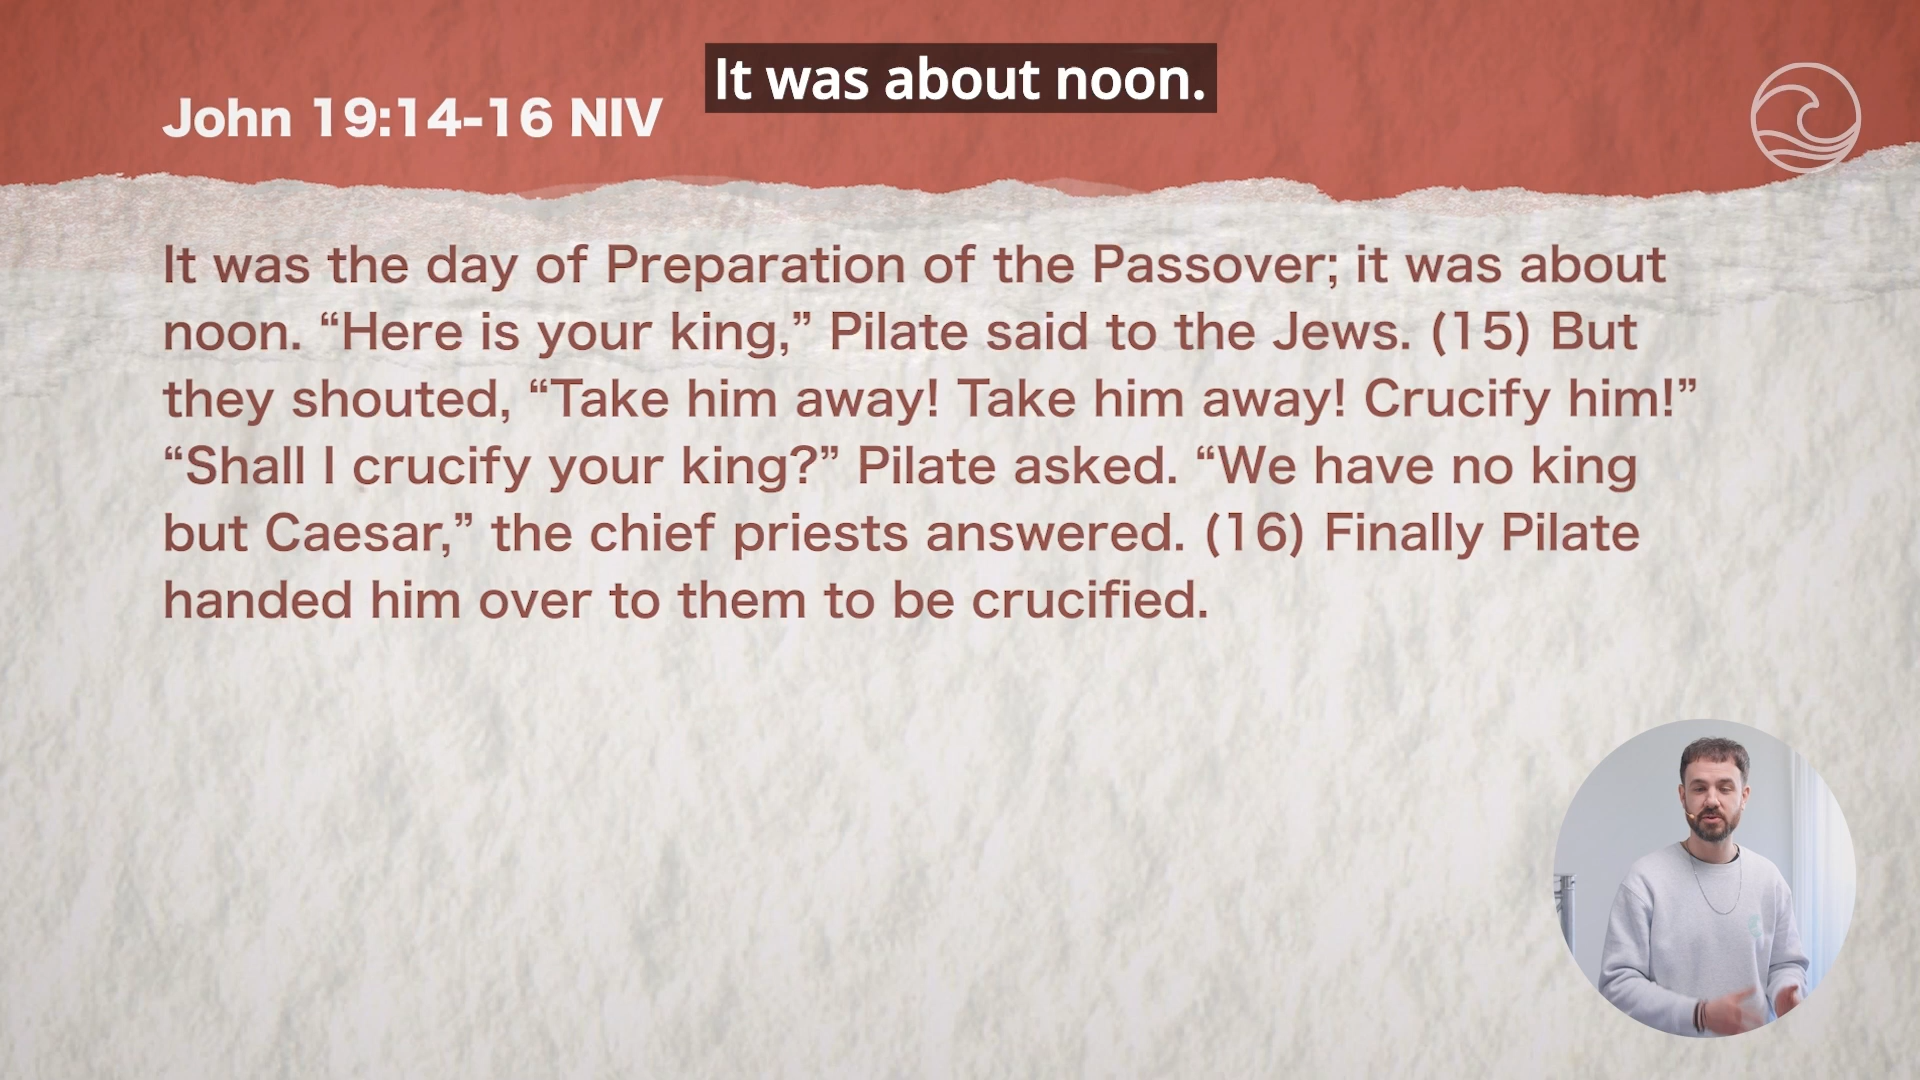 It was about noon.
John 19:14-16 NIV
It was the day of Preparation of the Passover; it was about
noon. “Here is your king,” Pilate said to the Jews. (15) But
they shouted, “Take him away! Take him away! Crucify him!”
“Shall I crucify your king?” Pilate asked. “We have no king
but Caesar,” the chief priests answered. (16) Finally Pilate
handed him over to them to be crucified.